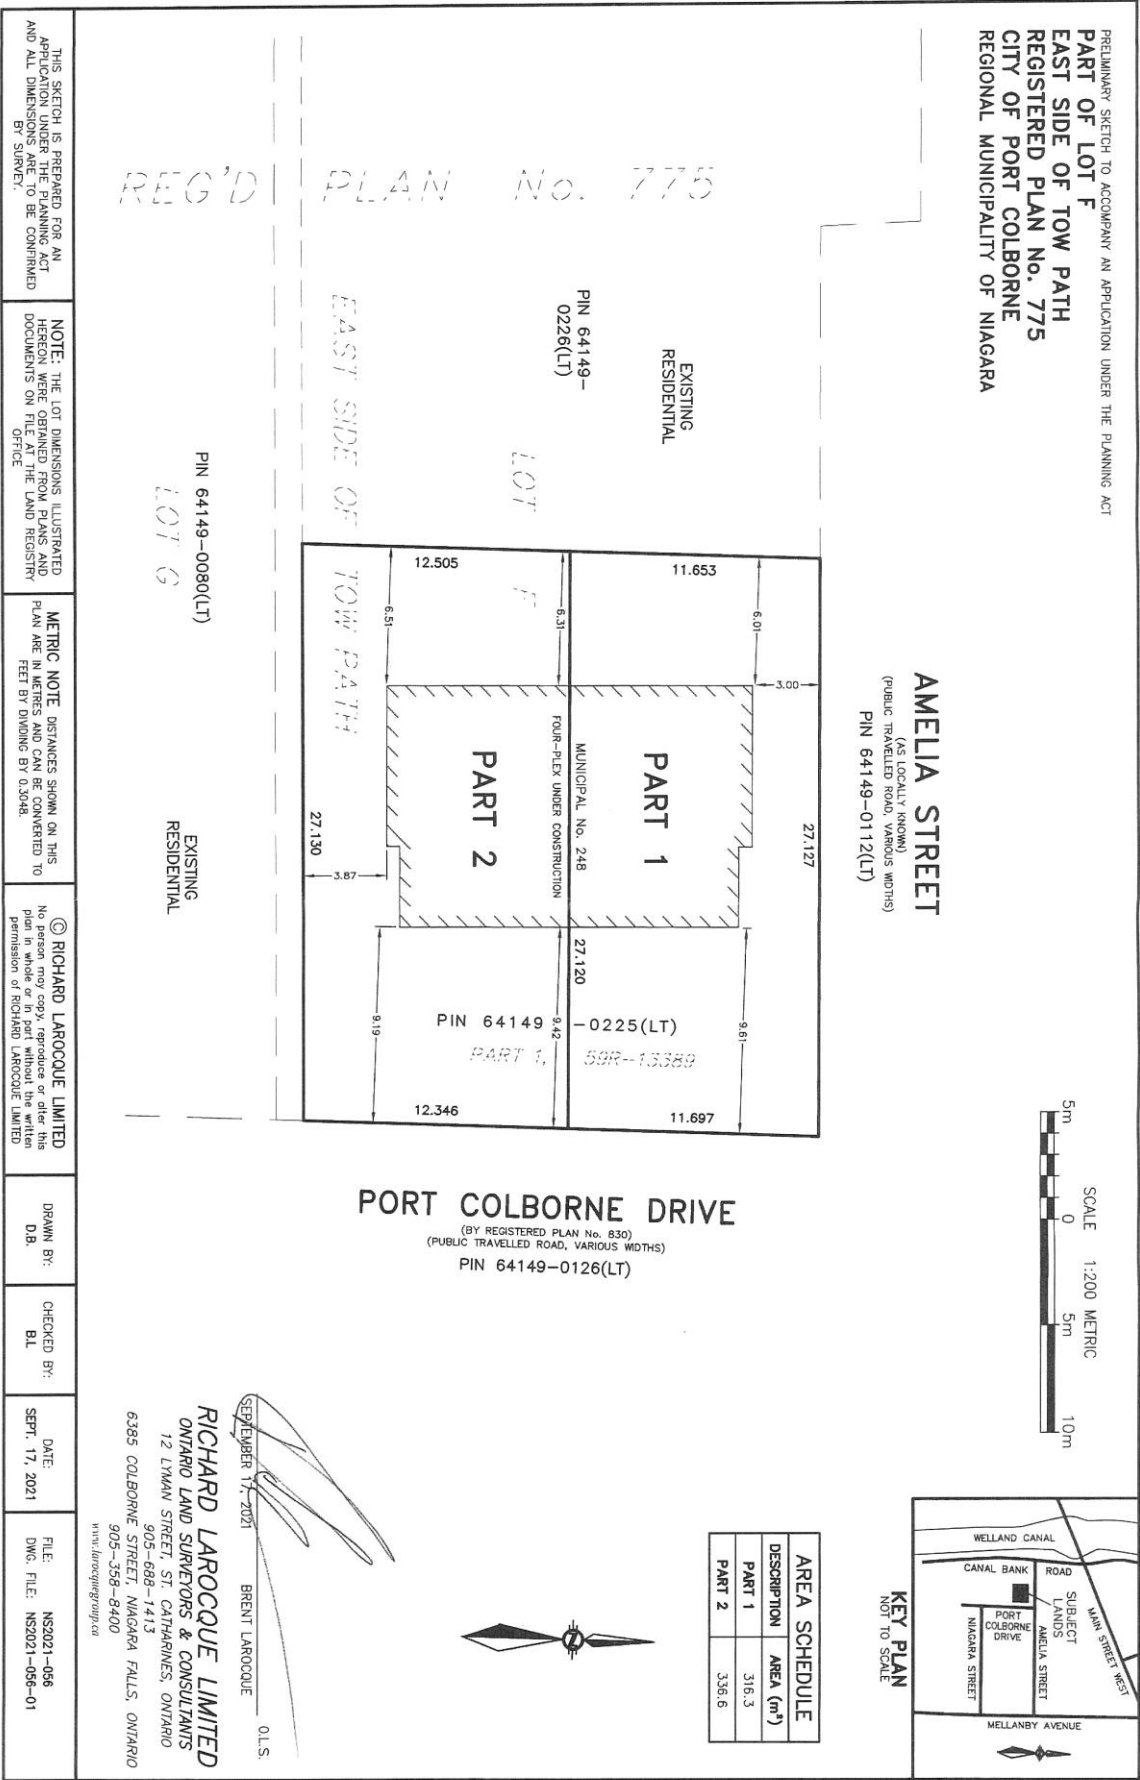 PRELIMINARY SKETCH TO ACCOMPANY AN APPLICATION UNDER THE PLANNING ACT
PART OF LOT F
EAST SIDE OF TOW PATH
REGISTERED PLAN No. 775
CITY OF PORT COLBORNE
REGIONAL MUNICIPALITY OF NIAGARA
SCALE 1:200 METRIC
5m 0 5m 10m
WELLAND CANAL
CANAL BANK ROAD
SUBJECT
LANDS
MAIN STREET WEST
PORT
COLBORNE
DRIVE
AMELIA STREET
NIAGARA STREET
MELLANBY AVENUE
KEY PLAN
NOT TO SCALE
AMELIA STREET
(AS LOCALLY KNOWN)
(PUBLIC TRAVELLED ROAD, VARIOUS WIDTHS)
PIN 64149-0112(LT)
AREA SCHEDULE
DESCRIPTION AREA (m²)
PART 1 316.3
PART 2 336.6
REG'D PLAN No. 775
EXISTING
RESIDENTIAL
PIN 64149-
0226(LT)
LOT F
EAST SIDE OF TOW PATH
27.127
3.00
11.653
6.01
PART 1
9.61
11.697
MUNICIPAL No. 248
27.120
FOUR-PLEX UNDER CONSTRUCTION
6.31
9.42
PIN 64149-0225(LT)
PART 1, 59R-13389
12.505
6.51
PART 2
3.87
9.19
12.346
27.130
PORT COLBORNE DRIVE
(BY REGISTERED PLAN No. 830)
(PUBLIC TRAVELLED ROAD, VARIOUS WIDTHS)
PIN 64149-0126(LT)
PIN 64149-0080(LT)
LOT G
EXISTING
RESIDENTIAL
N
SEPTEMBER 17, 2021 BRENT LAROCQUE O.L.S.
RICHARD LAROCQUE LIMITED
ONTARIO LAND SURVEYORS & CONSULTANTS
12 LYMAN STREET, ST. CATHARINES, ONTARIO
905-688-1413
6385 COLBORNE STREET, NIAGARA FALLS, ONTARIO
905-358-8400
www.larocquegroup.ca
THIS SKETCH IS PREPARED FOR AN
APPLICATION UNDER THE PLANNING ACT
AND ALL DIMENSIONS ARE TO BE CONFIRMED
BY SURVEY.
NOTE: THE LOT DIMENSIONS ILLUSTRATED
HEREON WERE OBTAINED FROM PLANS AND
DOCUMENTS ON FILE AT THE LAND REGISTRY
OFFICE
METRIC NOTE DISTANCES SHOWN ON THIS
PLAN ARE IN METRES AND CAN BE CONVERTED TO
FEET BY DIVIDING BY 0.3048.
© RICHARD LAROCQUE LIMITED
No person may copy, reproduce or alter this
plan in whole or in part without the written
permission of RICHARD LAROCQUE LIMITED
DRAWN BY:
D.B.
CHECKED BY:
B.L
DATE:
SEPT. 17, 2021
FILE: NS2021-056
DWG. FILE: NS2021-056-01